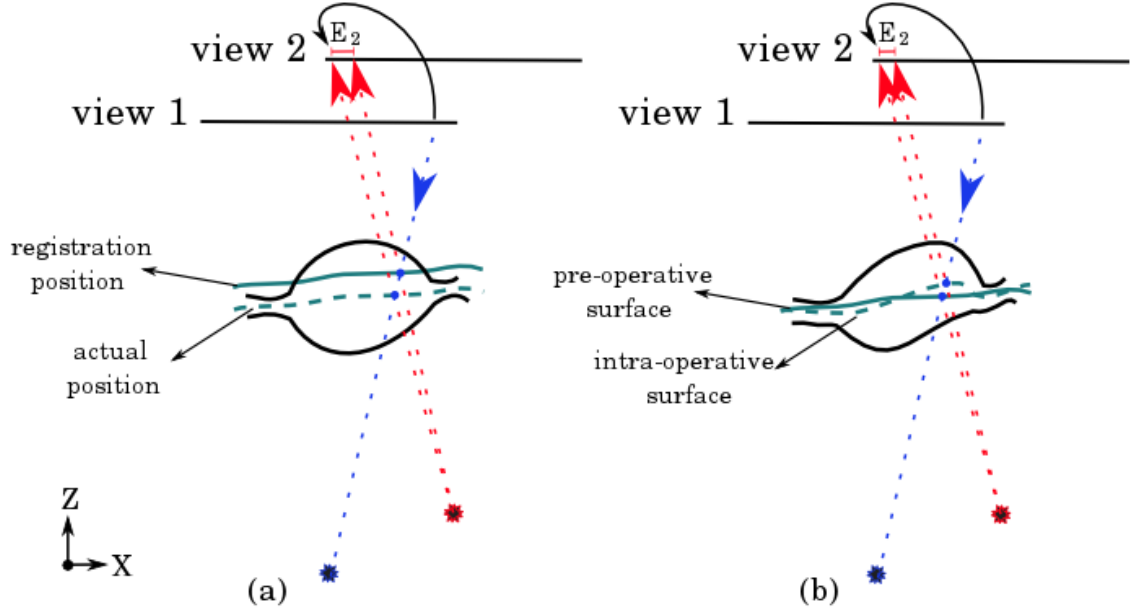 E2
view 2
view 1
registration
position
actual
position
Z
X
(a)
E2
view 2
view 1
pre-operative
surface
intra-operative
surface
(b)